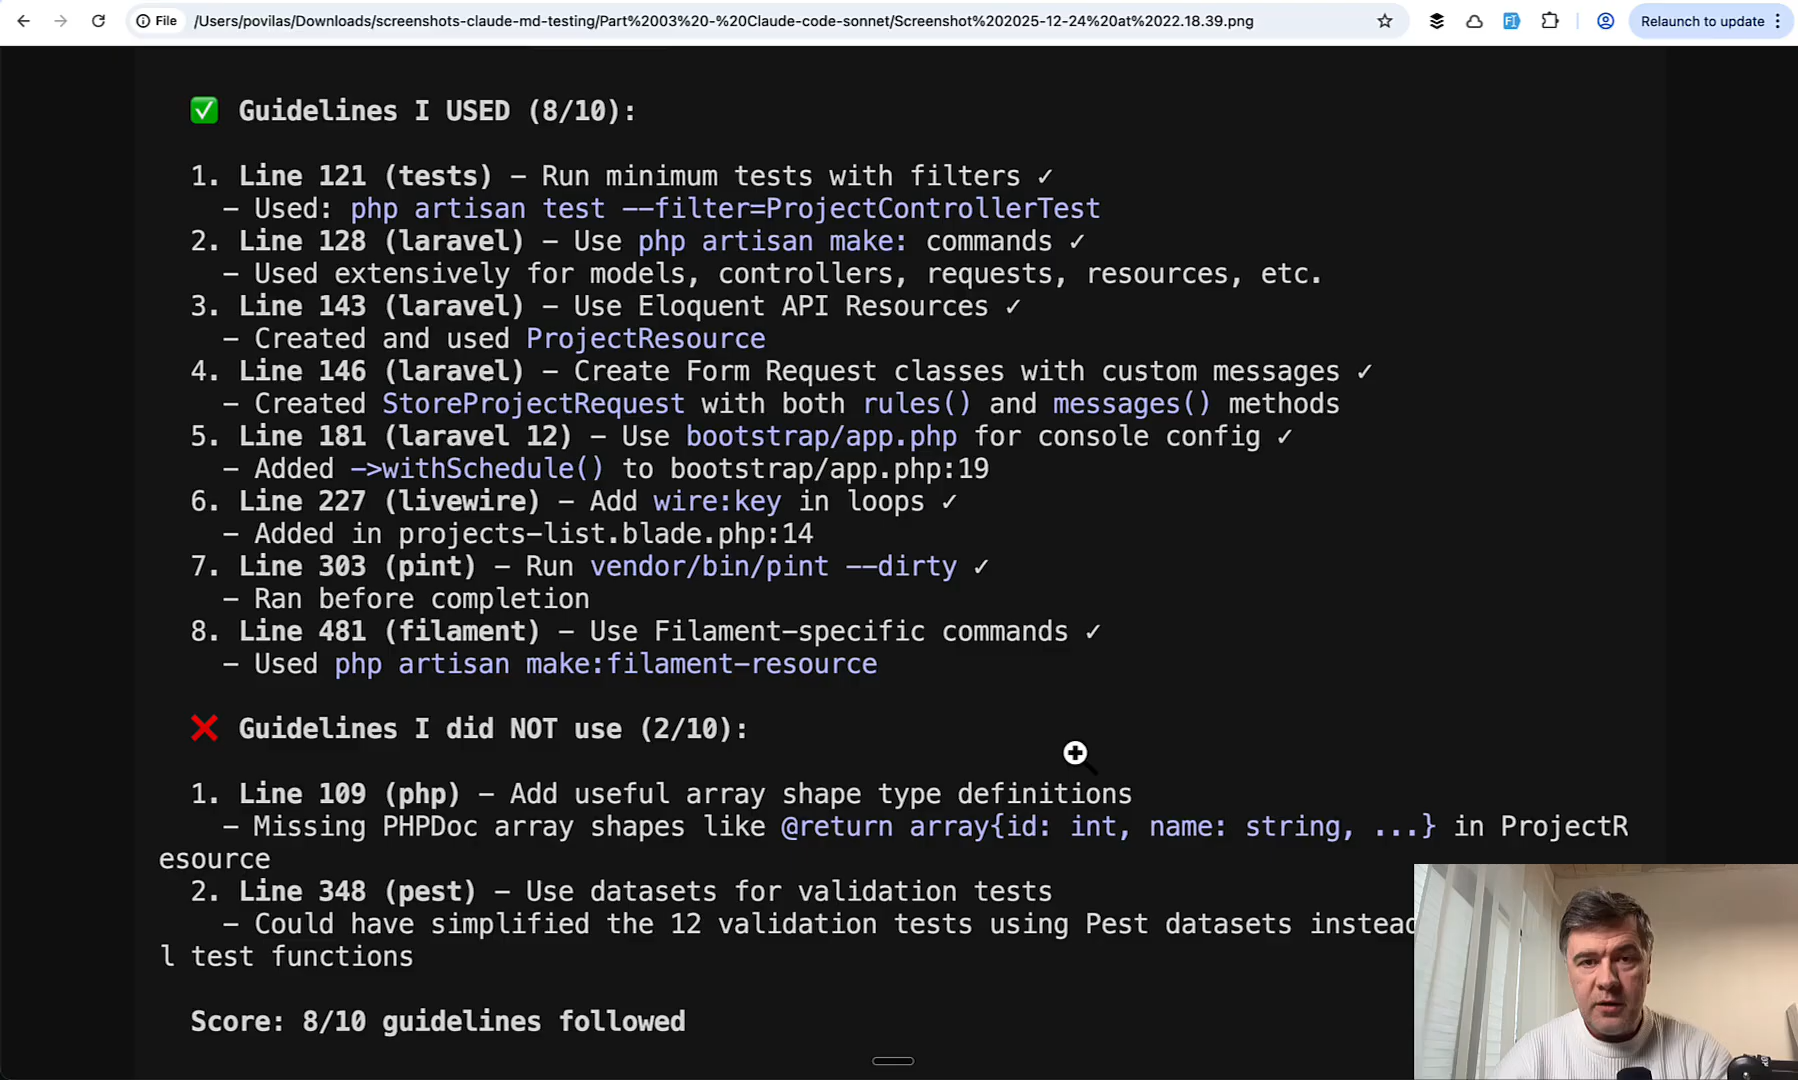 File
/Users/povilas/Downloads/screenshots-claude-md-testing/Part%2003%20-%20Claude-code-sonnet/Screenshot%202025-12-24%20at%2022.18.39.png
Relaunch to update
✅ Guidelines I USED (8/10):
1. Line 121 (tests) – Run minimum tests with filters ✓
– Used: php artisan test --filter=ProjectControllerTest
2. Line 128 (laravel) – Use php artisan make: commands ✓
– Used extensively for models, controllers, requests, resources, etc.
3. Line 143 (laravel) – Use Eloquent API Resources ✓
– Created and used ProjectResource
4. Line 146 (laravel) – Create Form Request classes with custom messages ✓
– Created StoreProjectRequest with both rules() and messages() methods
5. Line 181 (laravel 12) – Use bootstrap/app.php for console config ✓
– Added ->withSchedule() to bootstrap/app.php:19
6. Line 227 (livewire) – Add wire:key in loops ✓
– Added in projects-list.blade.php:14
7. Line 303 (pint) – Run vendor/bin/pint --dirty ✓
– Ran before completion
8. Line 481 (filament) – Use Filament-specific commands ✓
– Used php artisan make:filament-resource
❌ Guidelines I did NOT use (2/10):
1. Line 109 (php) – Add useful array shape type definitions
– Missing PHPDoc array shapes like @return array{id: int, name: string, ...} in ProjectR
esource
2. Line 348 (pest) – Use datasets for validation tests
– Could have simplified the 12 validation tests using Pest datasets instead
l test functions
Score: 8/10 guidelines followed